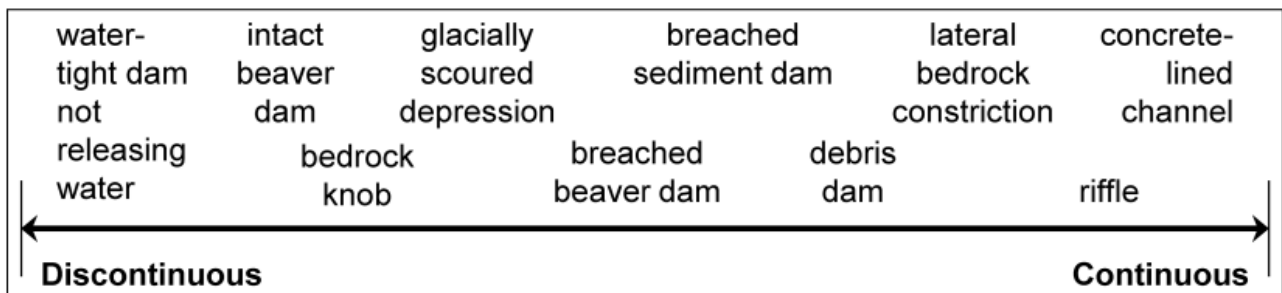 water-
tight dam
not
releasing
water
intact
beaver
dam
bedrock
knob
glacially
scoured
depression
breached
beaver dam
breached
sediment dam
debris
dam
lateral
bedrock
constriction
riffle
concrete-
lined
channel
Discontinuous
Continuous